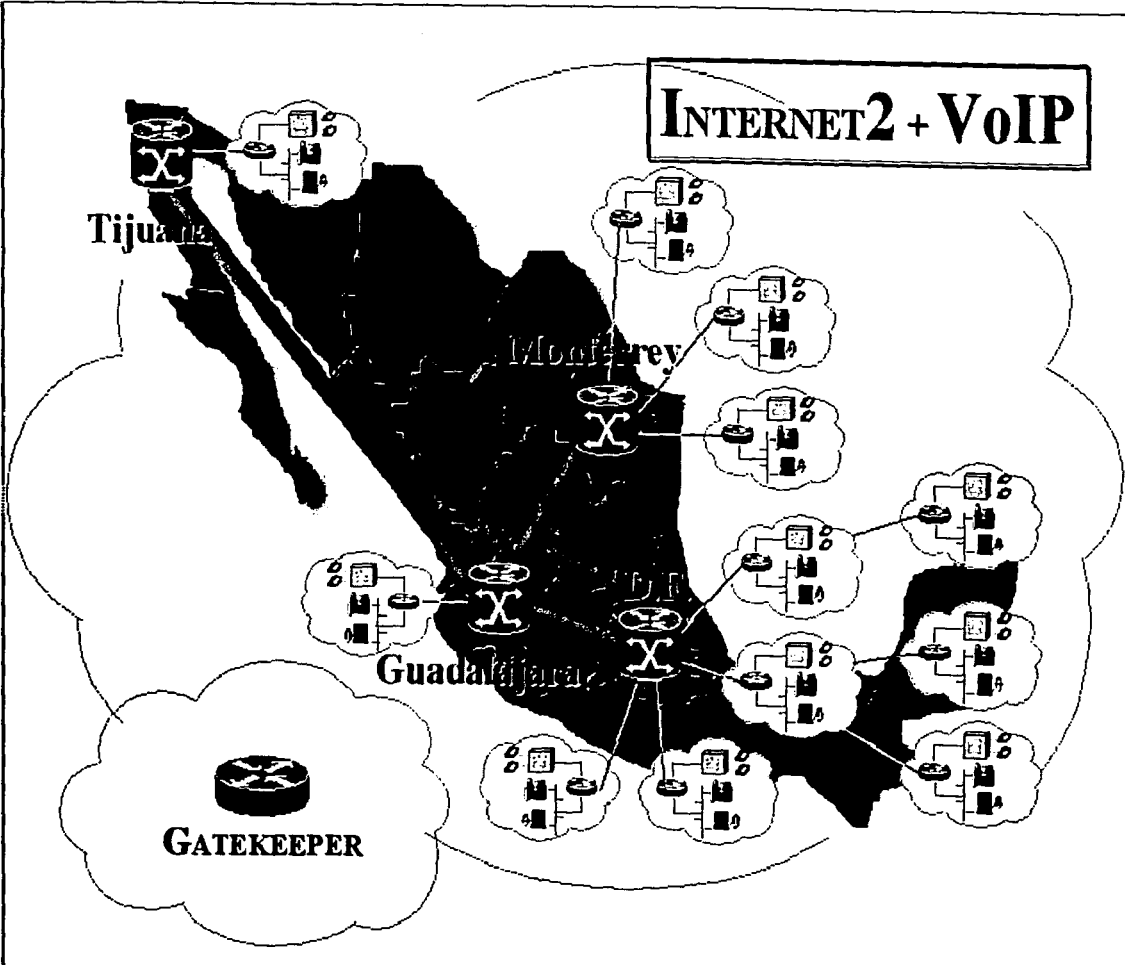 INTERNET2 + VoIP
Tijuana
Monterrey
D.F.
Guadalajara
GATEKEEPER